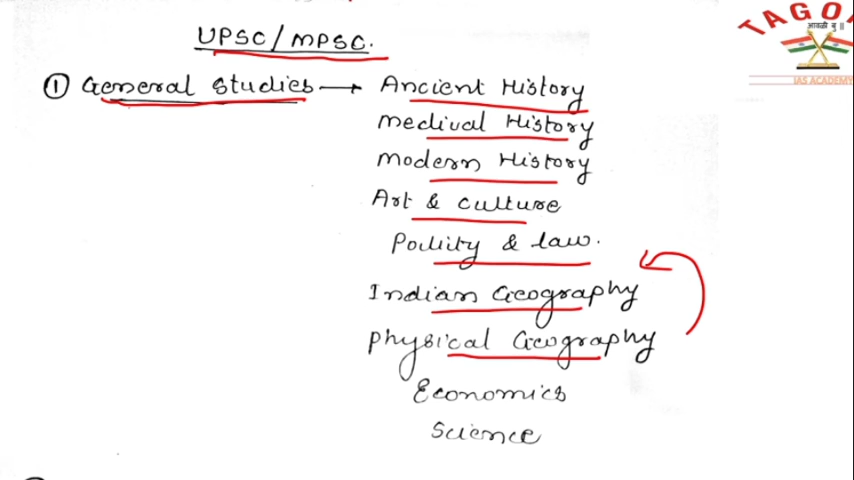 UPSC/MPSC.
① General Studies → Ancient History
Medival History
Modern History
Art & Culture
Pollity & law.
Indian Geography
Physical Geography
Economics
Science
TAGO
IAS ACADEMY